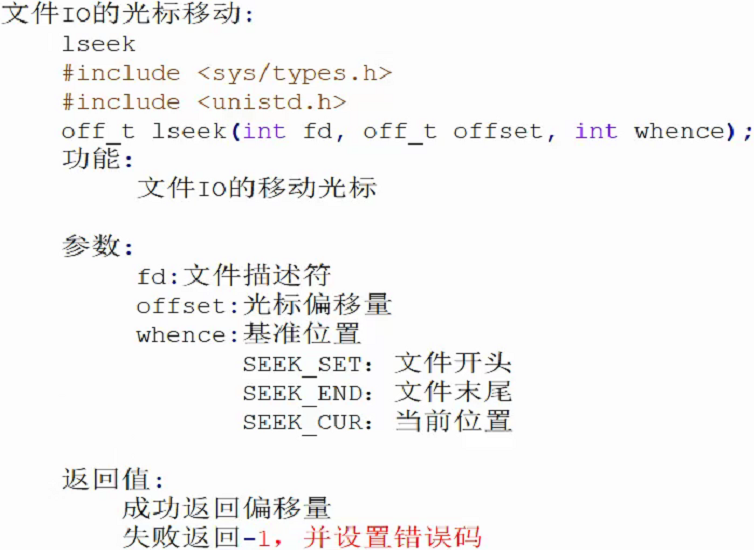 文件IO的光标移动:
lseek
#include <sys/types.h>
#include <unistd.h>
off_t lseek(int fd, off_t offset, int whence);
功能:
文件IO的移动光标
参数:
fd:文件描述符
offset:光标偏移量
whence:基准位置
SEEK_SET: 文件开头
SEEK_END: 文件末尾
SEEK_CUR: 当前位置
返回值:
成功返回偏移量
失败返回-1，并设置错误码